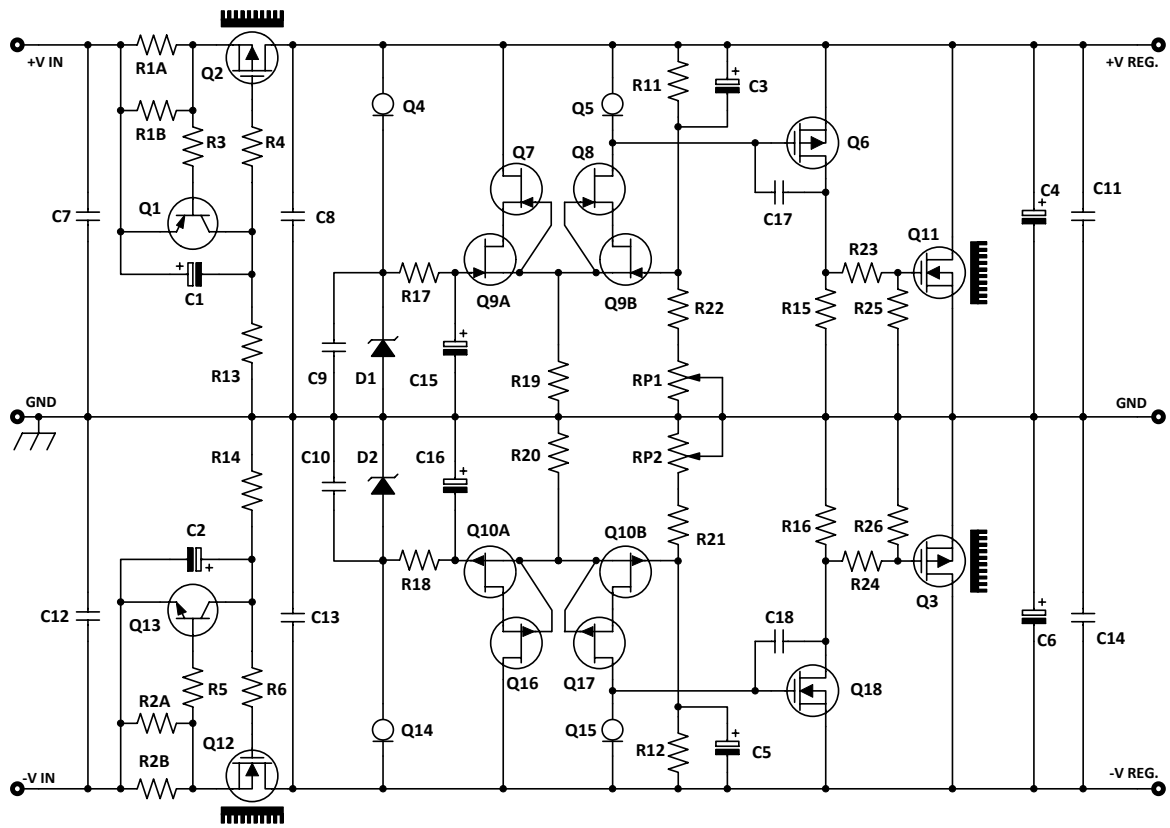 +V IN
R1A
Q2
+V REG.
R1B
R3
R4
Q4
Q5
R11
C3
Q6
Q7
Q8
C7
Q1
C8
C17
C4
C11
C1
R17
Q9A
Q9B
R22
R23
Q11
R15
R25
R13
C9
D1
C15
R19
RP1
GND
GND
R14
C10
D2
C16
R20
RP2
C2
R18
Q10A
Q10B
R21
R16
R26
R24
Q3
C12
Q13
C13
Q16
Q17
C18
Q18
C6
C14
R5
R6
R2A
Q12
Q14
Q15
R12
C5
R2B
-V IN
-V REG.
+
+
+
+
+
+
+
+